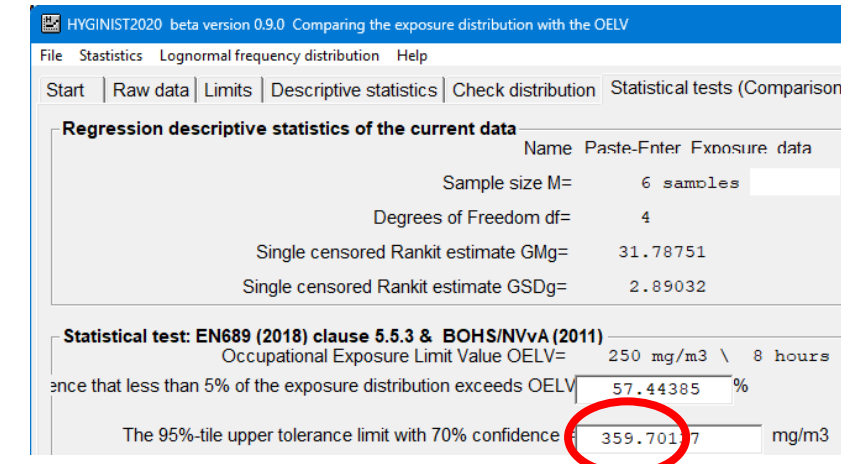 HYGINIST2020 beta version 0.9.0 Comparing the exposure distribution with the OELV
File Stastistics Lognormal frequency distribution Help
Start Raw data Limits Descriptive statistics Check distribution Statistical tests (Comparison
Regression descriptive statistics of the current data
Name Paste-Enter Exposure data
Sample size M= 6 samples
Degrees of Freedom df= 4
Single censored Rankit estimate GMg= 31.78751
Single censored Rankit estimate GSDg= 2.89032
Statistical test: EN689 (2018) clause 5.5.3 & BOHS/NVvA (2011)
Occupational Exposure Limit Value OELV= 250 mg/m3 \ 8 hours
ence that less than 5% of the exposure distribution exceeds OELV 57.44385 %
The 95%-tile upper tolerance limit with 70% confidence = mg/m3